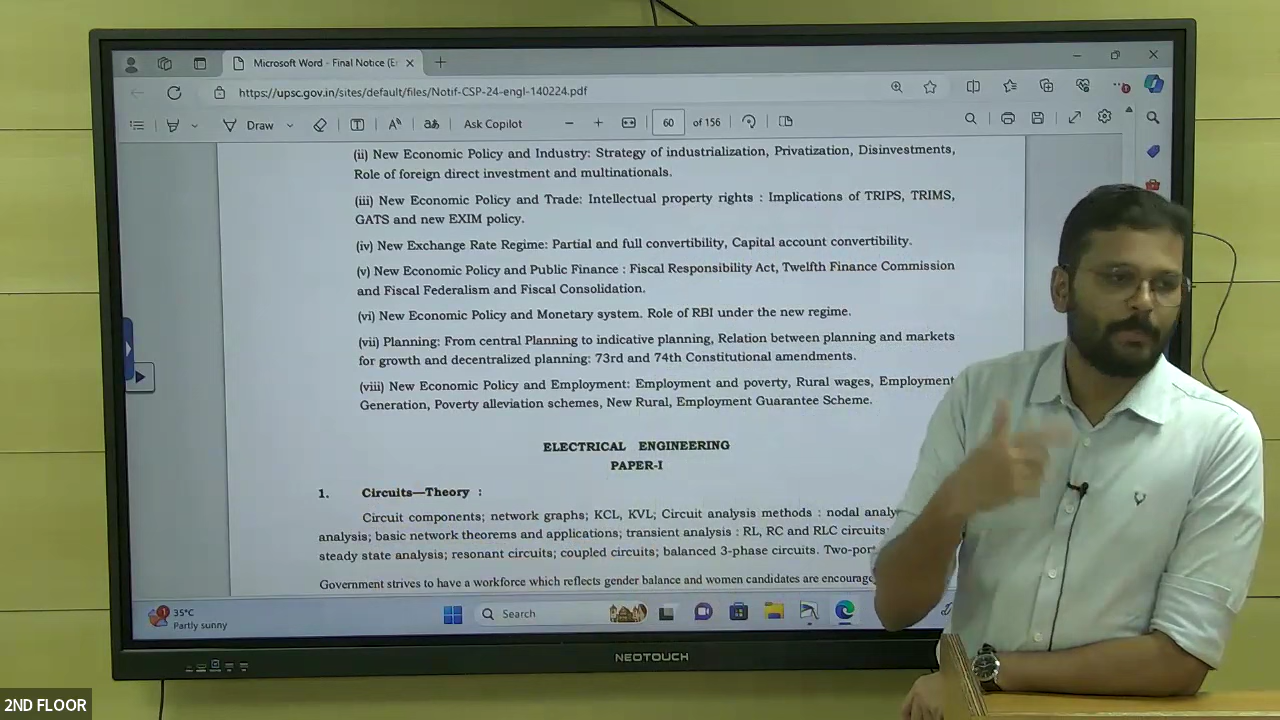 Microsoft Word - Final Notice (E
https://upsc.gov.in/sites/default/files/Notif-CSP-24-engl-140224.pdf
Draw
Ask Copilot
60
of 156
(ii) New Economic Policy and Industry: Strategy of industrialization, Privatization, Disinvestments,
Role of foreign direct investment and multinationals.
(iii) New Economic Policy and Trade: Intellectual property rights : Implications of TRIPS, TRIMS,
GATS and new EXIM policy.
(iv) New Exchange Rate Regime: Partial and full convertibility, Capital account convertibility.
(v) New Economic Policy and Public Finance : Fiscal Responsibility Act, Twelfth Finance Commission
and Fiscal Federalism and Fiscal Consolidation.
(vi) New Economic Policy and Monetary system. Role of RBI under the new regime.
(vii) Planning: From central Planning to indicative planning, Relation between planning and markets
for growth and decentralized planning: 73rd and 74th Constitutional amendments.
(viii) New Economic Policy and Employment: Employment and poverty, Rural wages, Employment
Generation, Poverty alleviation schemes, New Rural, Employment Guarantee Scheme.
ELECTRICAL ENGINEERING
PAPER-I
1. Circuits—Theory :
Circuit components; network graphs; KCL, KVL; Circuit analysis methods : nodal analy
analysis; basic network theorems and applications; transient analysis : RL, RC and RLC circuits;
steady state analysis; resonant circuits; coupled circuits; balanced 3-phase circuits. Two-por
Government strives to have a workforce which reflects gender balance and women candidates are encourage
35°C
Partly sunny
Search
NEOTOUCH
2ND FLOOR